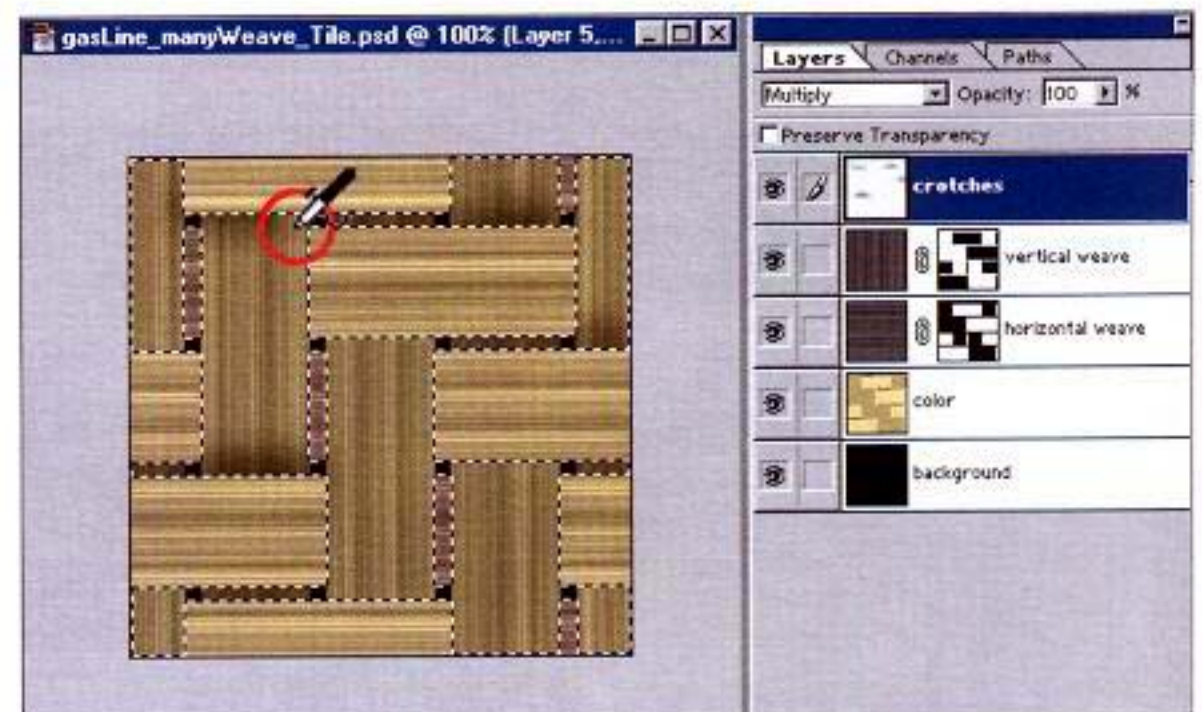 gasLine_manyWeave_Tile.psd @ 100% (Layer 5,...
Layers Channels Paths
Multiply Opacity: 100 %
Preserve Transparency
crotches
vertical weave
horizontal weave
color
background